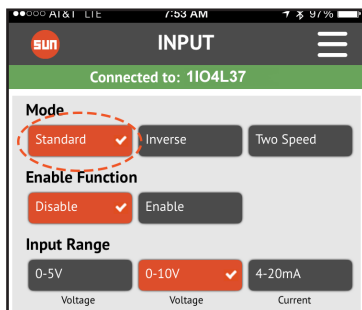 ●●○○○ AT&T LTE 7:53 AM 97%
sun INPUT
Connected to: 1IO4L37
Mode
Standard Inverse Two Speed
Enable Function
Disable Enable
Input Range
0-5V 0-10V 4-20mA
Voltage Voltage Current